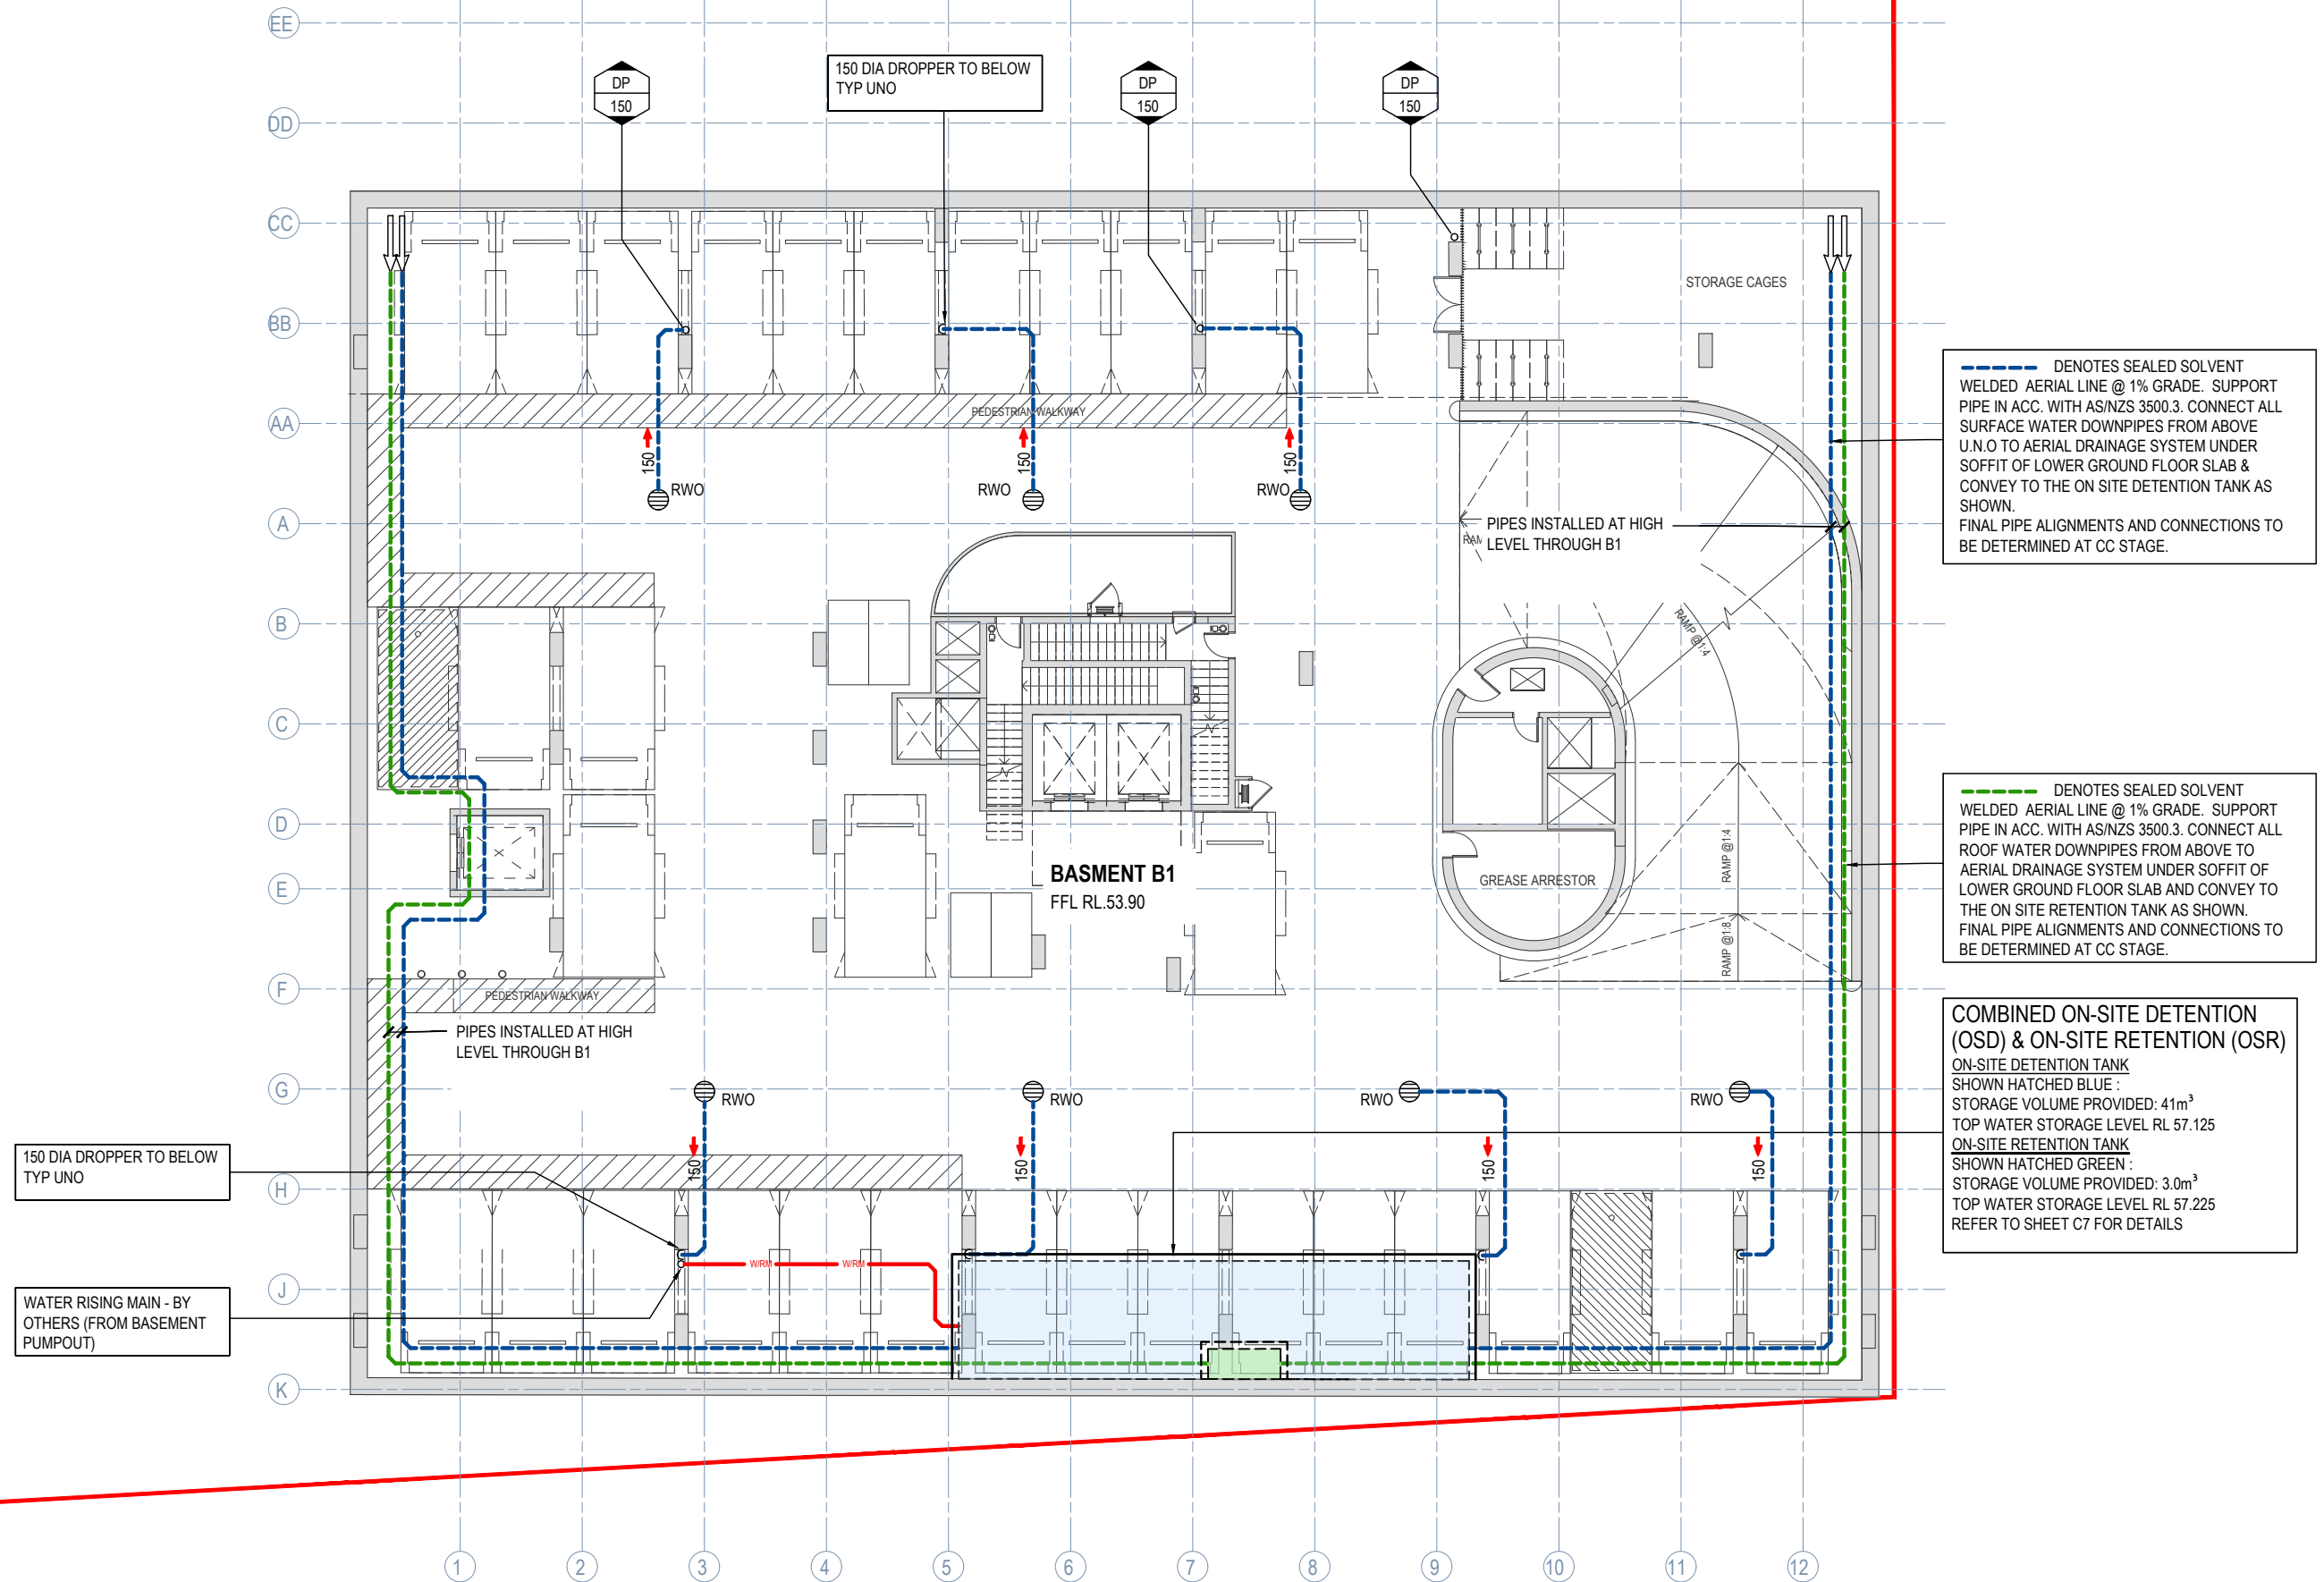 EE
DD
CC
BB
AA
A
B
C
D
E
F
G
H
J
K
DP
150
150 DIA DROPPER TO BELOW
TYP UNO
DP
150
DP
150
STORAGE CAGES
PEDESTRIAN WALKWAY
150
150
150
RWO
RWO
RWO
PIPES INSTALLED AT HIGH
LEVEL THROUGH B1
RAMP @1:4
RAMP @1:4
RAMP @1:8
GREASE ARRESTOR
BASMENT B1
FFL RL.53.90
PEDESTRIAN WALKWAY
PIPES INSTALLED AT HIGH
LEVEL THROUGH B1
RWO
RWO
RWO
RWO
150
150
150
150
W/RM
W/RM
150 DIA DROPPER TO BELOW
TYP UNO
WATER RISING MAIN - BY
OTHERS (FROM BASEMENT
PUMPOUT)
DENOTES SEALED SOLVENT
WELDED AERIAL LINE @ 1% GRADE. SUPPORT
PIPE IN ACC. WITH AS/NZS 3500.3. CONNECT ALL
SURFACE WATER DOWNPIPES FROM ABOVE
U.N.O TO AERIAL DRAINAGE SYSTEM UNDER
SOFFIT OF LOWER GROUND FLOOR SLAB &
CONVEY TO THE ON SITE DETENTION TANK AS
SHOWN.
FINAL PIPE ALIGNMENTS AND CONNECTIONS TO
BE DETERMINED AT CC STAGE.
DENOTES SEALED SOLVENT
WELDED AERIAL LINE @ 1% GRADE. SUPPORT
PIPE IN ACC. WITH AS/NZS 3500.3. CONNECT ALL
ROOF WATER DOWNPIPES FROM ABOVE TO
AERIAL DRAINAGE SYSTEM UNDER SOFFIT OF
LOWER GROUND FLOOR SLAB AND CONVEY TO
THE ON SITE RETENTION TANK AS SHOWN.
FINAL PIPE ALIGNMENTS AND CONNECTIONS TO
BE DETERMINED AT CC STAGE.
COMBINED ON-SITE DETENTION
(OSD) & ON-SITE RETENTION (OSR)
ON-SITE DETENTION TANK
SHOWN HATCHED BLUE :
STORAGE VOLUME PROVIDED: 41m³
TOP WATER STORAGE LEVEL RL 57.125
ON-SITE RETENTION TANK
SHOWN HATCHED GREEN :
STORAGE VOLUME PROVIDED: 3.0m³
TOP WATER STORAGE LEVEL RL 57.225
REFER TO SHEET C7 FOR DETAILS
1
2
3
4
5
6
7
8
9
10
11
12